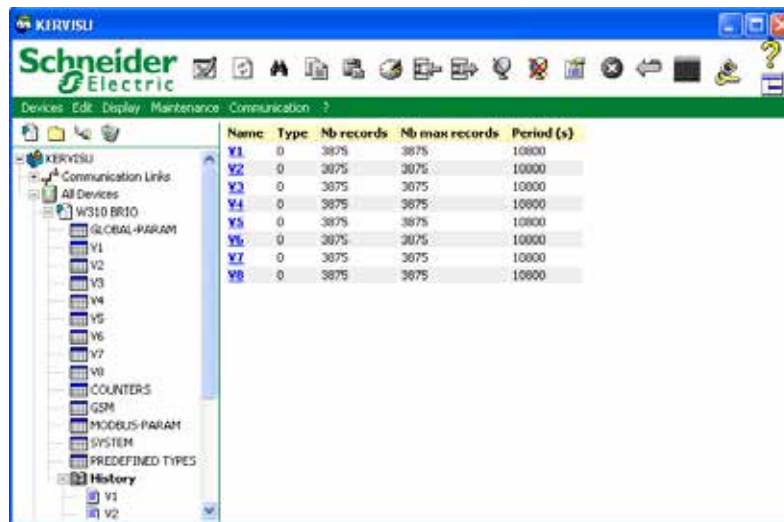 KERVISU
Schneider
Electric
Devices Edit Display Maintenance Communication ?
Name Type Nb records Nb max records Period (s)
V1 0 3875 3875 10800
V2 0 3875 3875 10800
V3 0 3875 3875 10800
V4 0 3875 3875 10800
V5 0 3875 3875 10800
V6 0 3875 3875 10800
V7 0 3875 3875 10800
V8 0 3875 3875 10800
KERVISU
Communication Links
All Devices
W310 BRIO
GLOBAL-PARAM
V1
V2
V3
V4
V5
V6
V7
V8
COUNTERS
GSM
MODBUS-PARAM
SYSTEM
PREDEFINED TYPES
History
V1
V2